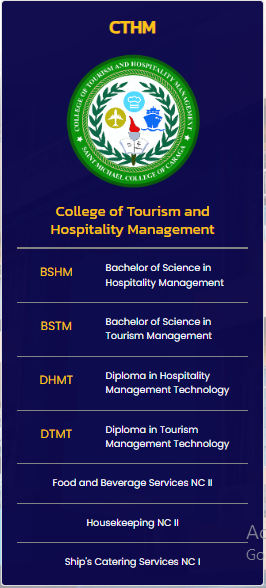 CTHM
COLLEGE OF TOURISM AND HOSPITALITY MANAGEMENT
SAINT MICHAEL COLLEGE OF CARAGA
College of Tourism and
Hospitality Management
BSHM Bachelor of Science in
Hospitality Management
BSTM Bachelor of Science in
Tourism Management
DHMT Diploma in Hospitality
Management Technology
DTMT Diploma in Tourism
Management Technology
Food and Beverage Services NC II
Housekeeping NC II
Ship's Catering Services NC I